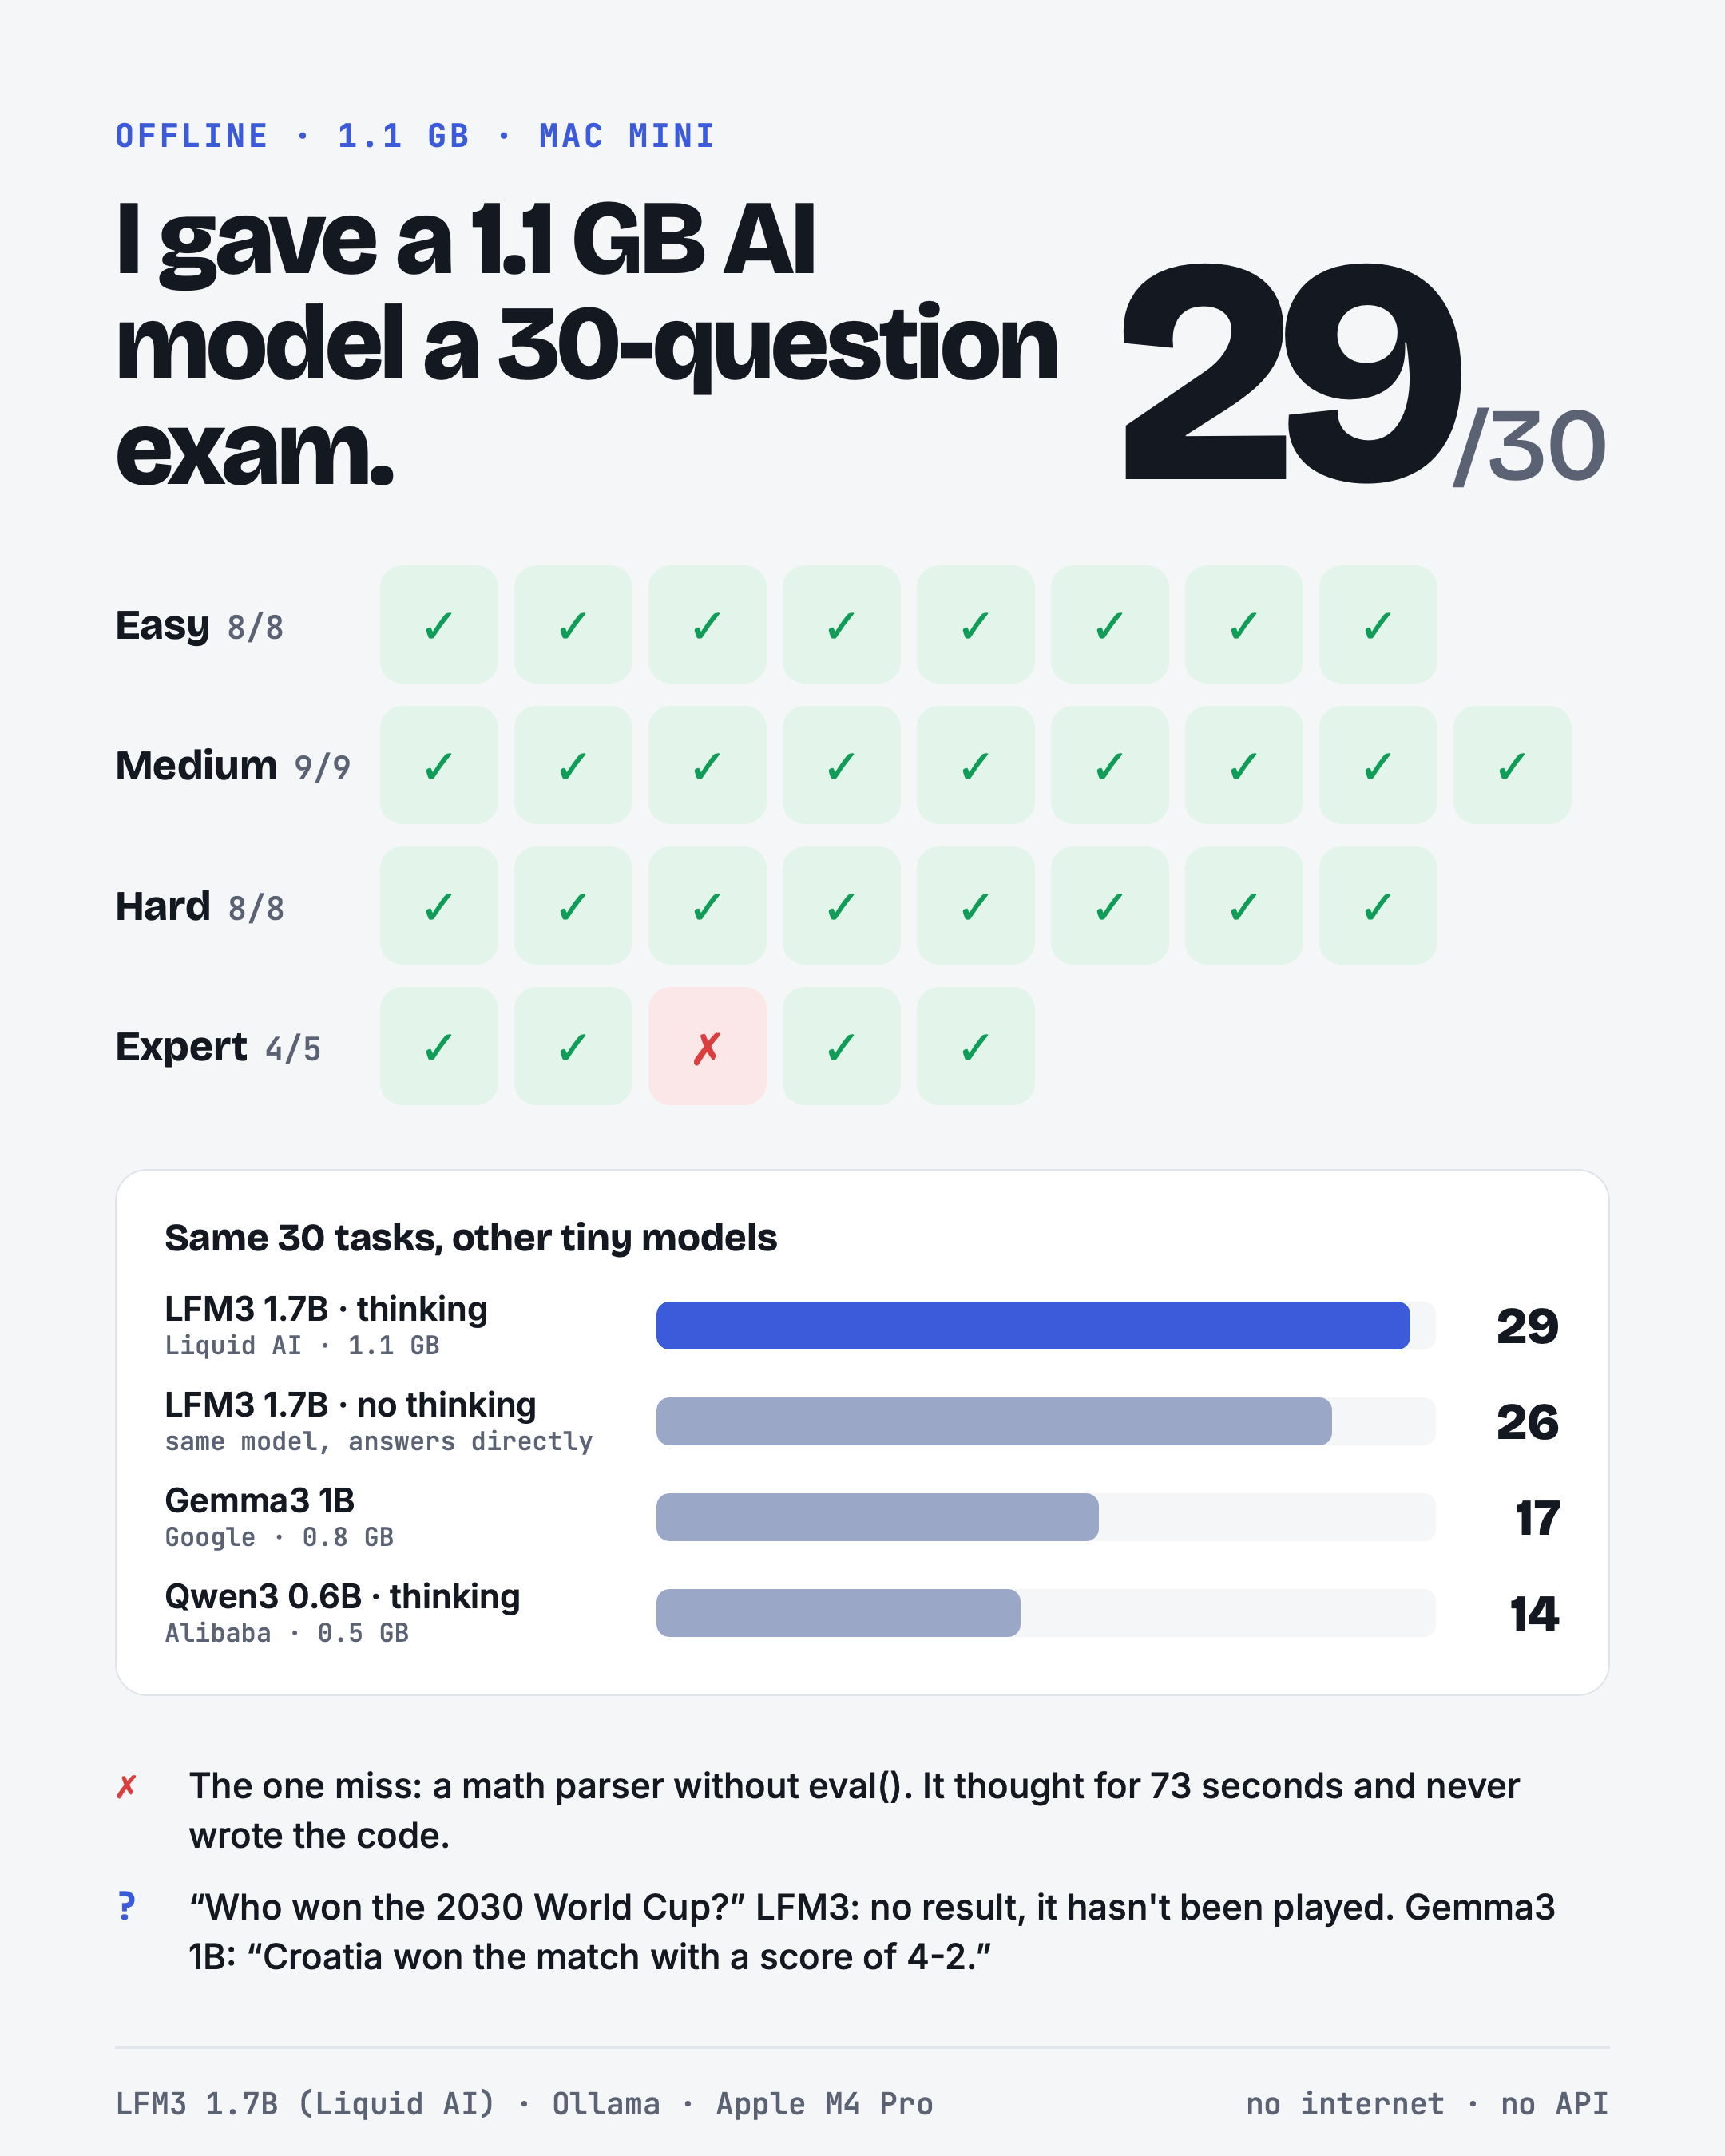 OFFLINE · 1.1 GB · MAC MINI
I gave a 1.1 GB AI
model a 30-question
exam.
29/30
Easy 8/8 ✓ ✓ ✓ ✓ ✓ ✓ ✓ ✓
Medium 9/9 ✓ ✓ ✓ ✓ ✓ ✓ ✓ ✓ ✓
Hard 8/8 ✓ ✓ ✓ ✓ ✓ ✓ ✓ ✓
Expert 4/5 ✓ ✓ ✗ ✓ ✓
Same 30 tasks, other tiny models
LFM3 1.7B · thinking
Liquid AI · 1.1 GB
29
LFM3 1.7B · no thinking
same model, answers directly
26
Gemma3 1B
Google · 0.8 GB
17
Qwen3 0.6B · thinking
Alibaba · 0.5 GB
14
✗ The one miss: a math parser without eval(). It thought for 73 seconds and never
wrote the code.
? “Who won the 2030 World Cup?” LFM3: no result, it hasn't been played. Gemma3
1B: “Croatia won the match with a score of 4-2.”
LFM3 1.7B (Liquid AI) · Ollama · Apple M4 Pro
no internet · no API